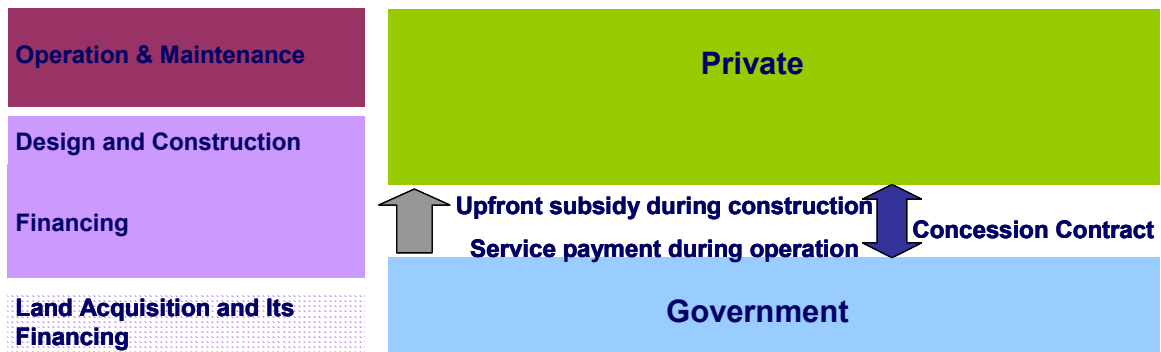 Operation & Maintenance
Private
Design and Construction
Financing
Upfront subsidy during construction
Service payment during operation
Concession Contract
Land Acquisition and Its
Financing
Government